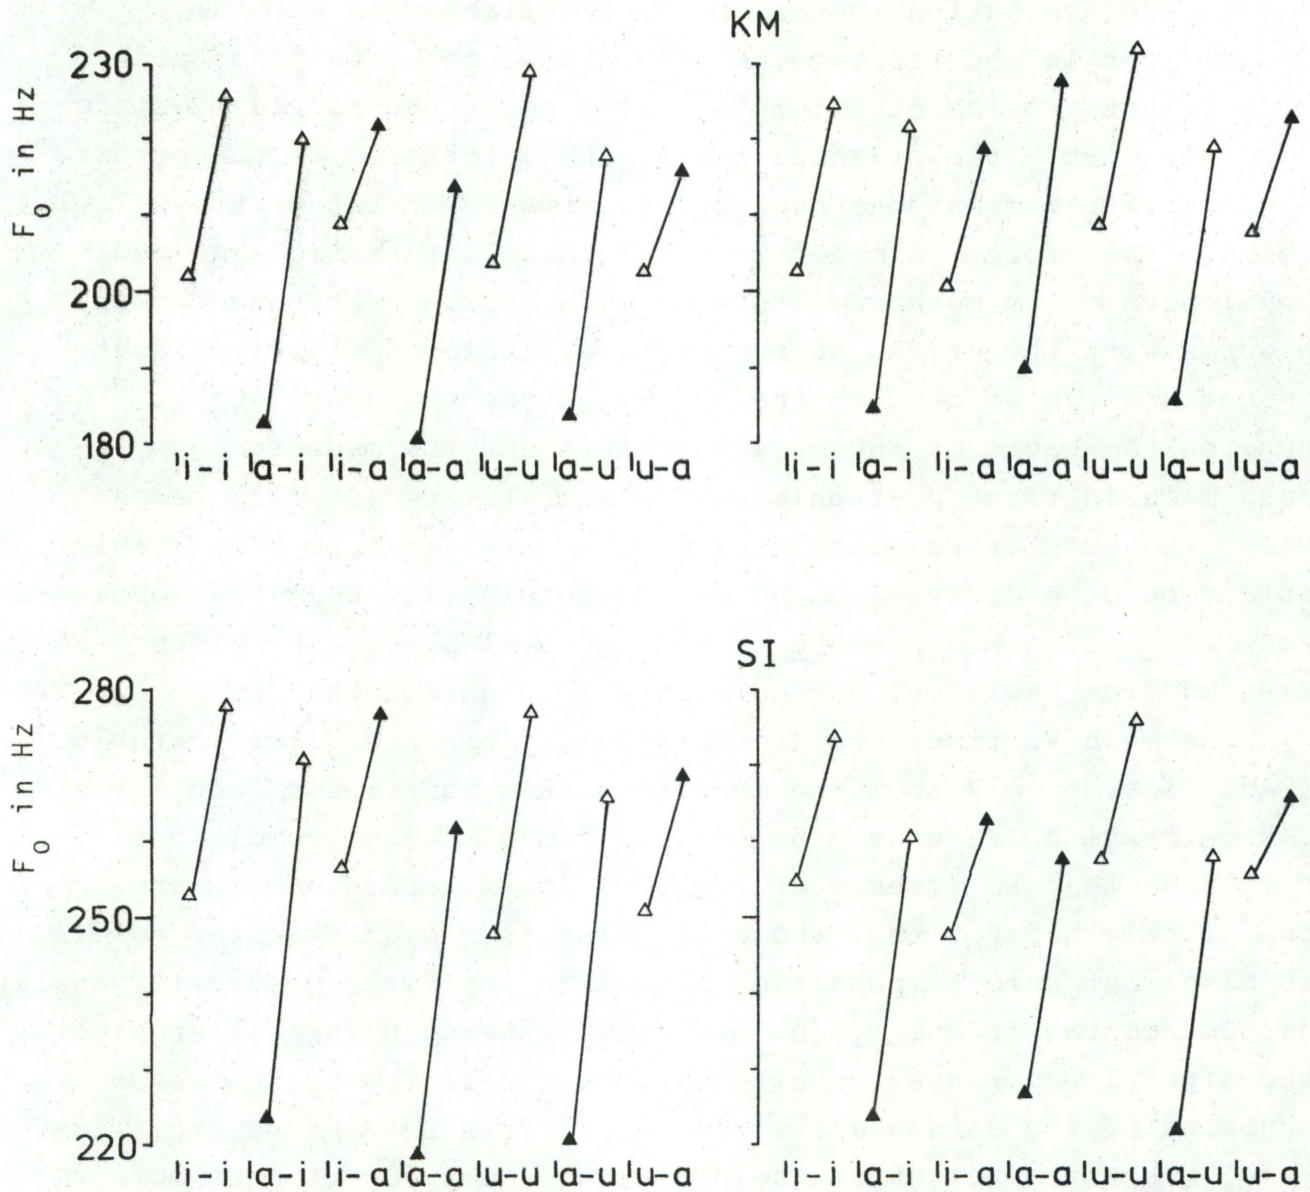 KM
F₀ in Hz
230
200
180
ˈi-i ˈa-i ˈi-a ˈa-a ˈu-u ˈa-u ˈu-a
ˈi-i ˈa-i ˈi-a ˈa-a ˈu-u ˈa-u ˈu-a
SI
F₀ in Hz
280
250
220
ˈi-i ˈa-i ˈi-a ˈa-a ˈu-u ˈa-u ˈu-a
ˈi-i ˈa-i ˈi-a ˈa-a ˈu-u ˈa-u ˈu-a